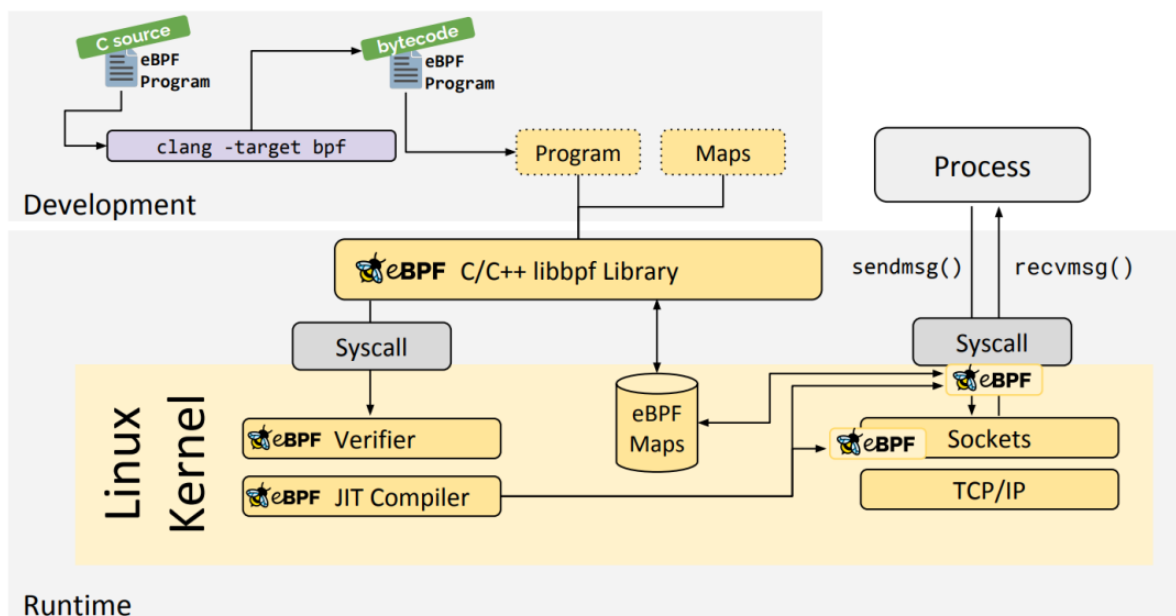 C source
eBPF
Program
bytecode
eBPF
Program
clang -target bpf
Program
Maps
Development
Process
eBPF C/C++ libbpf Library
sendmsg()
recvmsg()
Syscall
Syscall
eBPF
Linux
Kernel
eBPF Verifier
eBPF
Maps
eBPF
Sockets
eBPF JIT Compiler
TCP/IP
Runtime